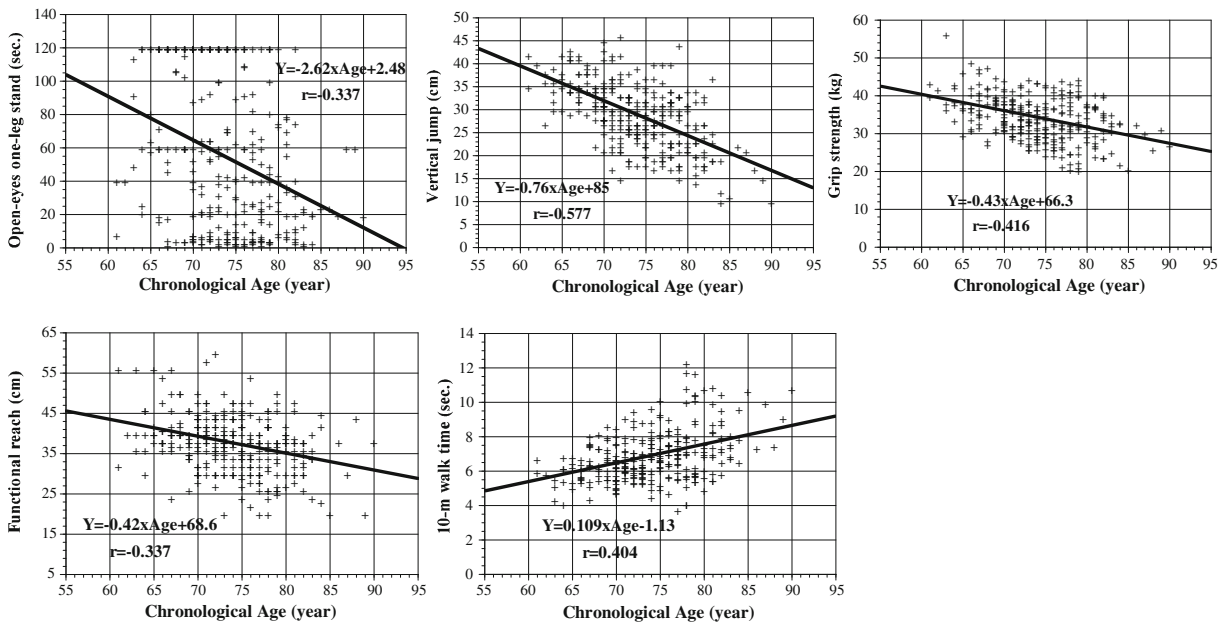 Open-eyes one-leg stand (sec.)
140
120
100
80
60
40
20
0
Y=-2.62xAge+2.48
r=-0.337
55 60 65 70 75 80 85 90 95
Chronological Age (year)
Vertical jump (cm)
50
45
40
35
30
25
20
15
10
5
0
Y=-0.76xAge+85
r=-0.577
55 60 65 70 75 80 85 90 95
Chronological Age (year)
Grip strength (kg)
60
50
40
30
20
10
0
Y=-0.43xAge+66.3
r=-0.416
55 60 65 70 75 80 85 90 95
Chronological Age (year)
Functional reach (cm)
65
55
45
35
25
15
5
Y=-0.42xAge+68.6
r=-0.337
55 60 65 70 75 80 85 90 95
Chronological Age (year)
10-m walk time (sec.)
14
12
10
8
6
4
2
0
Y=0.109xAge-1.13
r=0.404
55 60 65 70 75 80 85 90 95
Chronological Age (year)